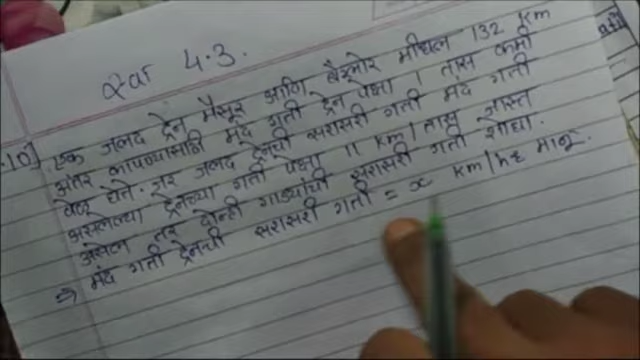 स्वा 4.3.
10) एक जलद ट्रेन मैसूर आणि बैंग्लोर मधील 132 km
अंतर कापण्यासाठी मंद गती ट्रेन पेक्षा 1 तास कमी
वेळ घेते. जर जलद ट्रेनची सरासरी गती मंद गती
असलेल्या ट्रेनच्या गती पेक्षा 11 km/तास जास्त
असेल तर दोन्ही गाड्यांची सरासरी गती शोधा.
⇒ मंद गती ट्रेनची सरासरी गती = x km/hr मानू.